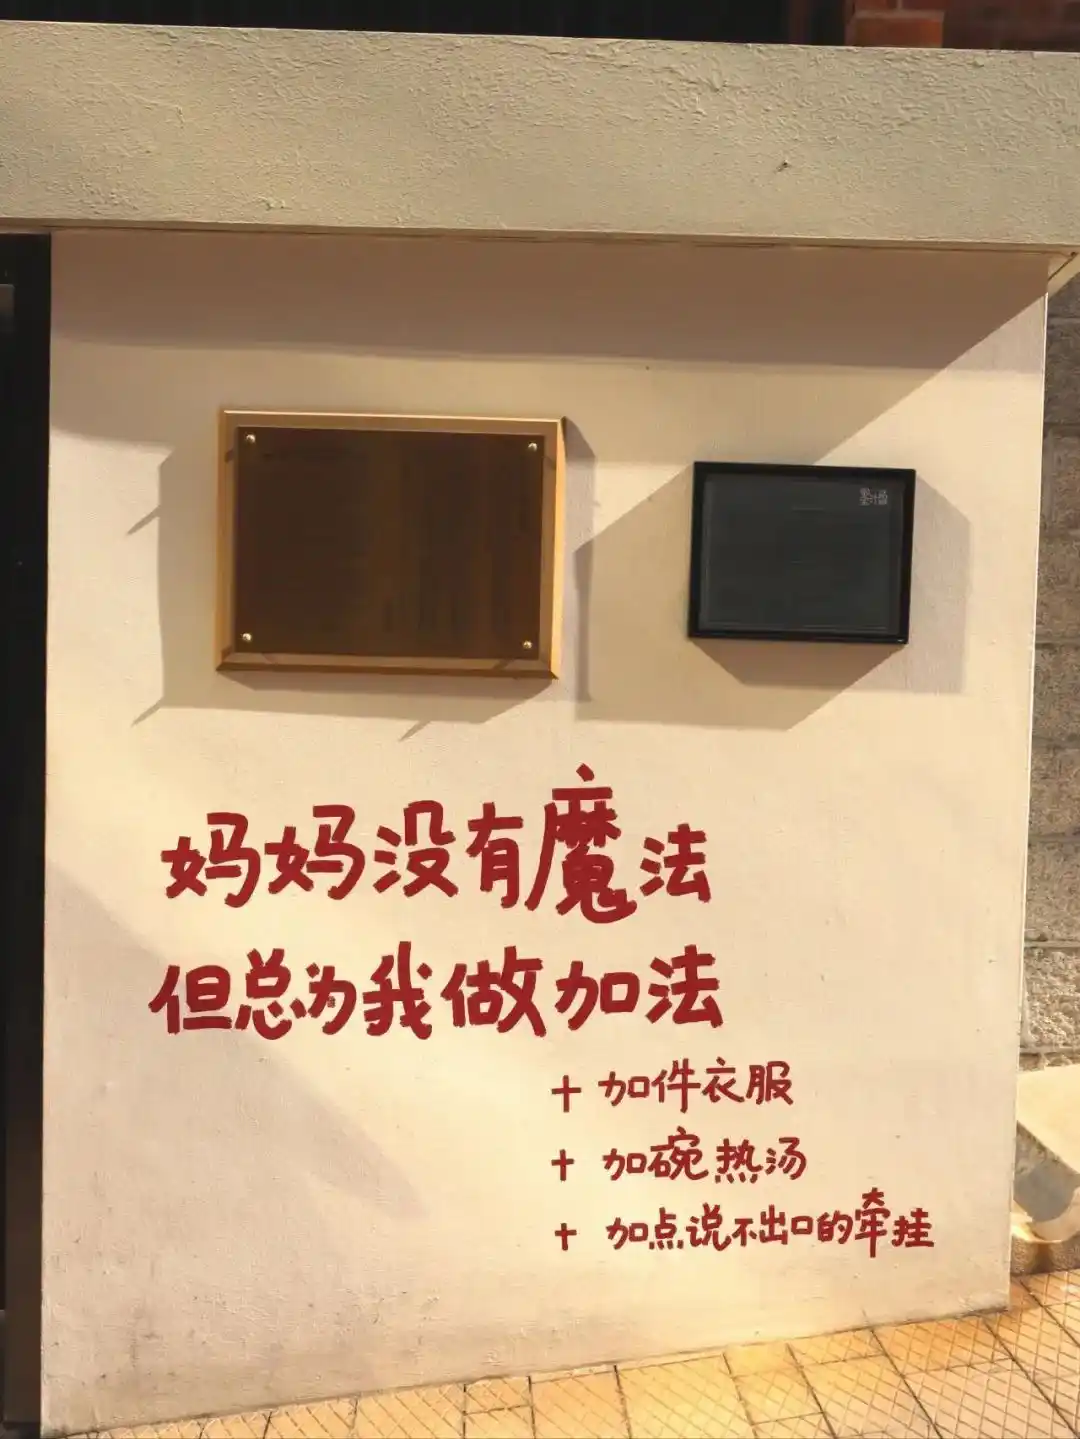 妈妈没有魔法
但总为我做加法
+ 加件衣服
+ 加碗热汤
+ 加点说不出口的牵挂